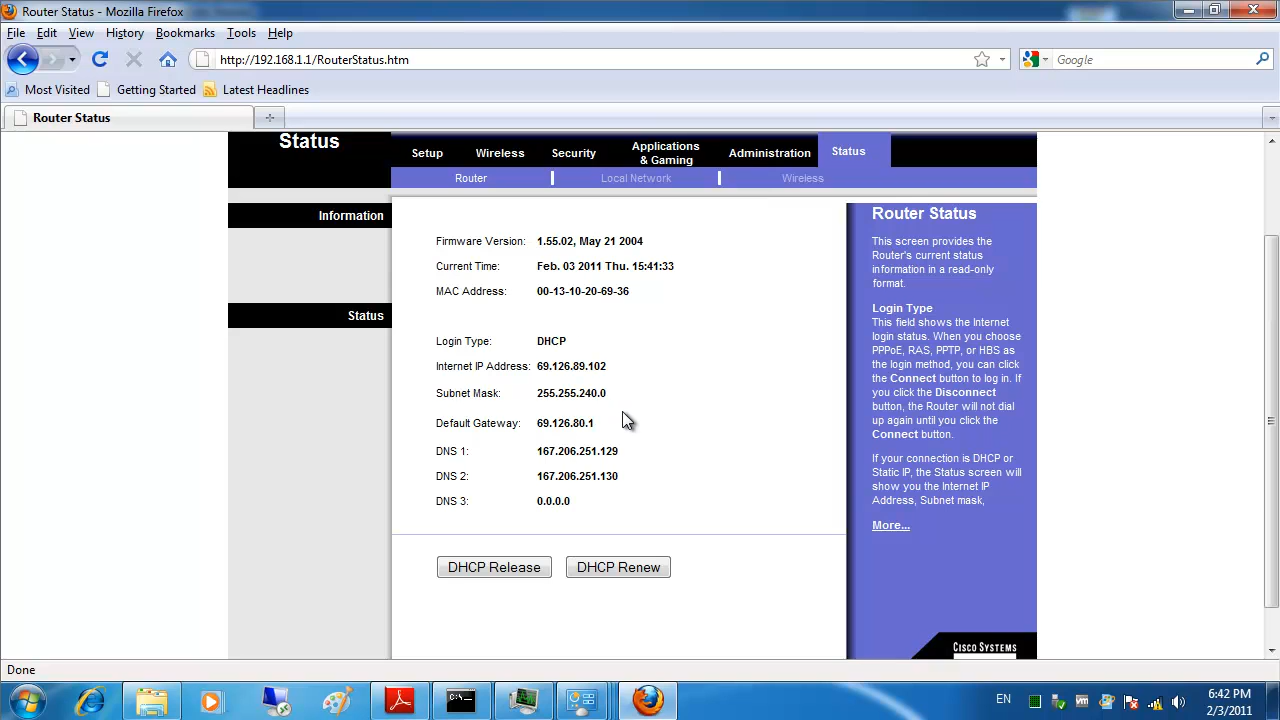 Router Status - Mozilla Firefox
File Edit View History Bookmarks Tools Help
http://192.168.1.1/RouterStatus.htm
Google
Most Visited Getting Started Latest Headlines
Router Status
Status
Setup Wireless Security Applications & Gaming Administration Status
Router Local Network Wireless
Information
Firmware Version: 1.55.02, May 21 2004
Current Time: Feb. 03 2011 Thu. 15:41:33
MAC Address: 00-13-10-20-69-36
Status
Login Type: DHCP
Internet IP Address: 69.126.89.102
Subnet Mask: 255.255.240.0
Default Gateway: 69.126.80.1
DNS 1: 167.206.251.129
DNS 2: 167.206.251.130
DNS 3: 0.0.0.0
DHCP Release DHCP Renew
Router Status
This screen provides the
Router's current status
information in a read-only
format.
Login Type
This field shows the Internet
login status. When you choose
PPPoE, RAS, PPTP, or HBS as
the login method, you can click
the Connect button to log in. If
you click the Disconnect
button, the Router will not dial
up again until you click the
Connect button.
If your connection is DHCP or
Static IP, the Status screen will
show you the Internet IP
Address, Subnet mask,
More...
CISCO SYSTEMS
Done
EN
6:42 PM
2/3/2011